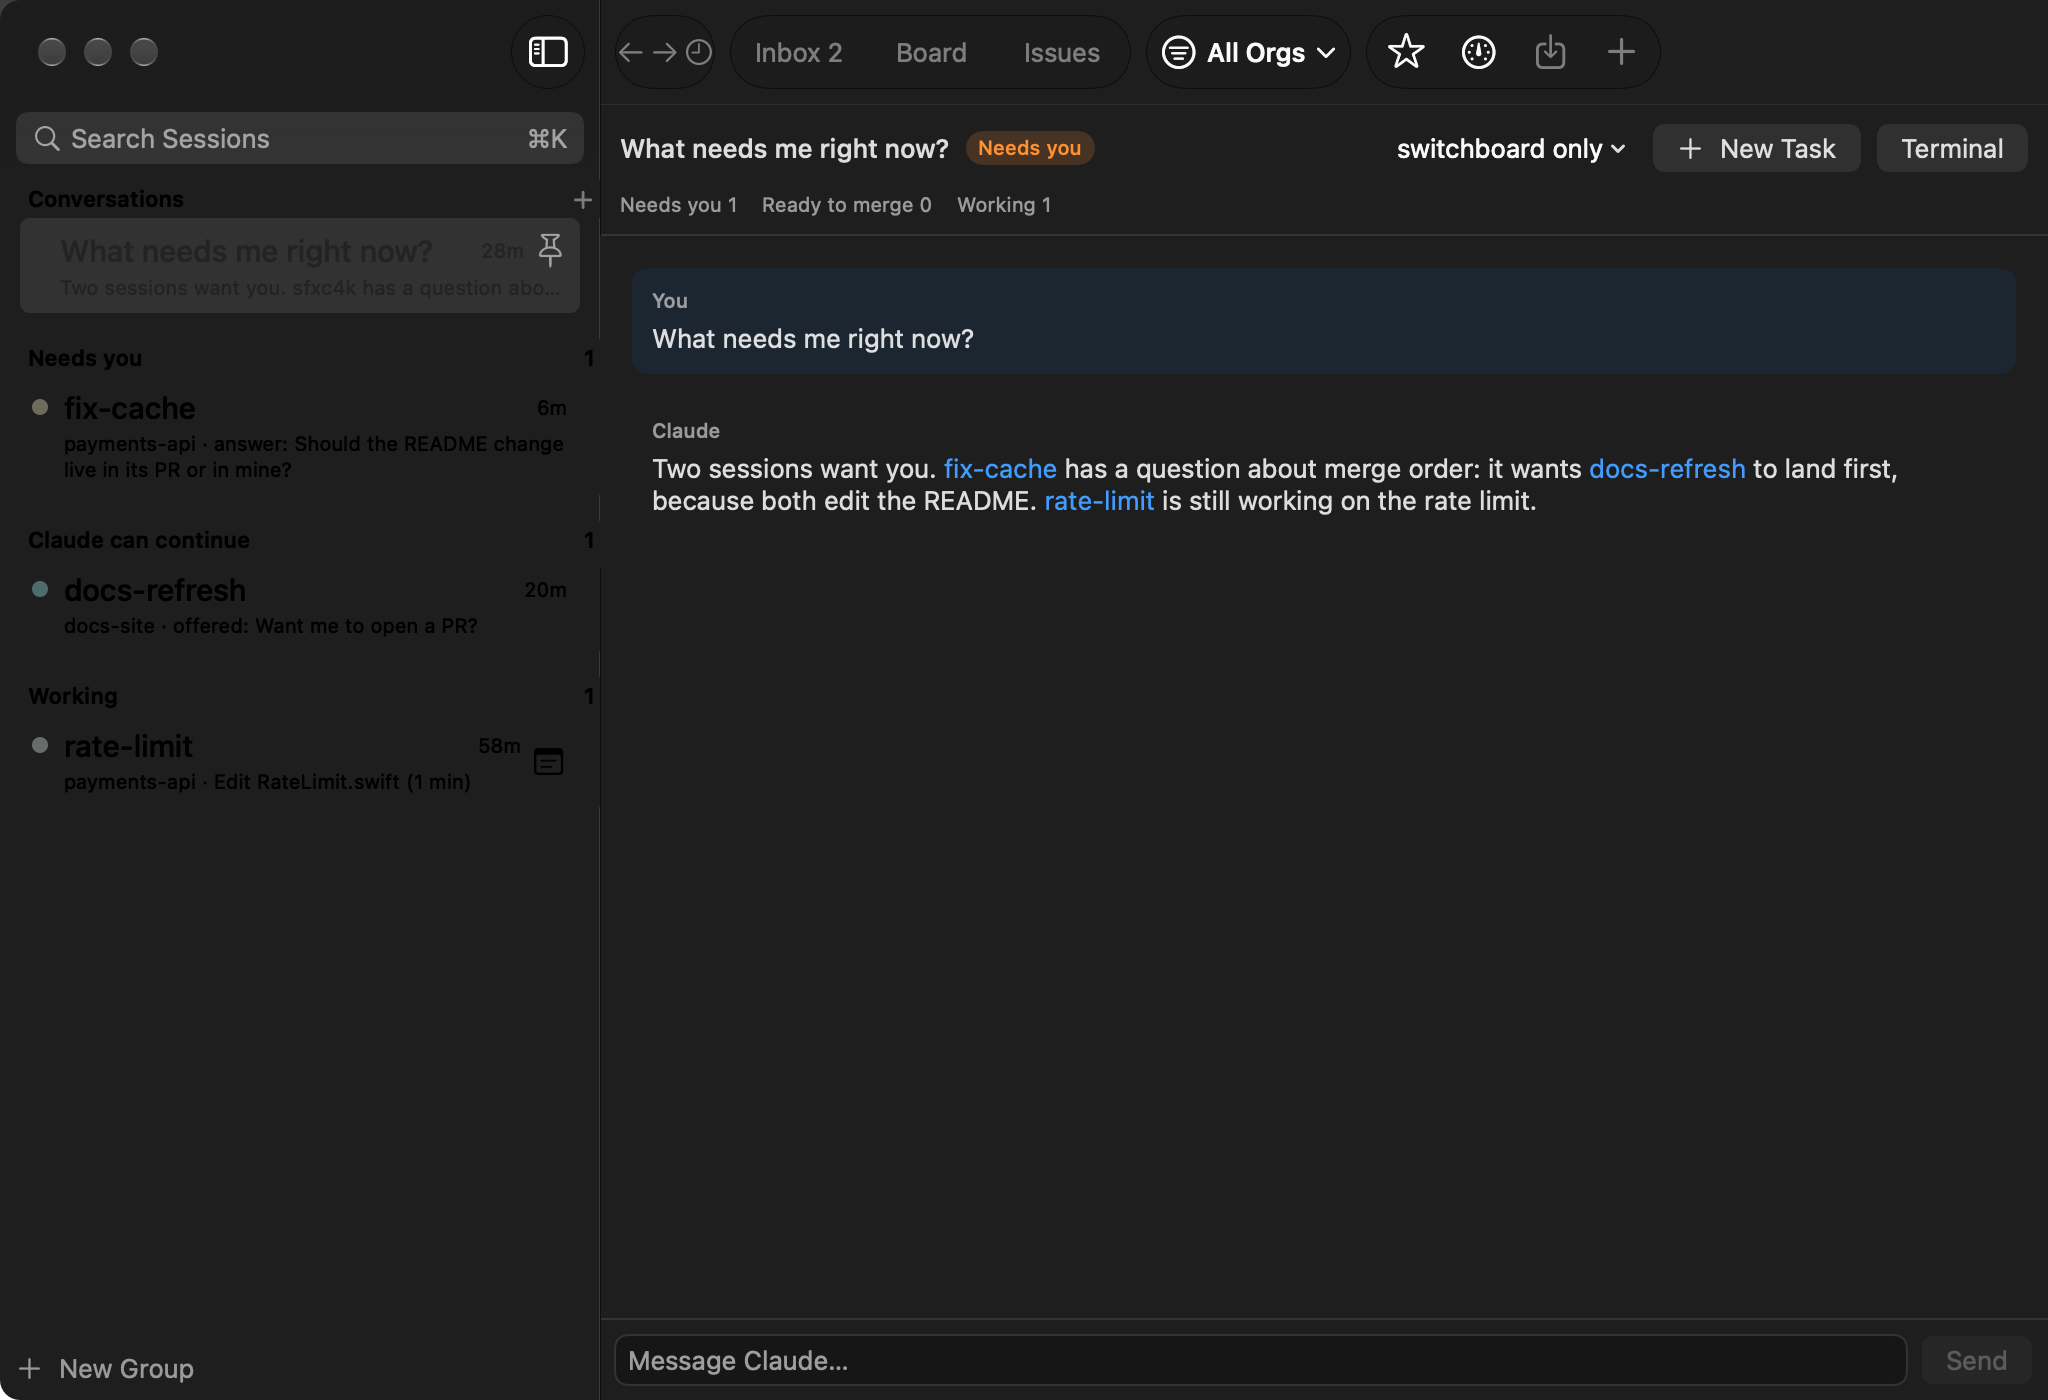 Search Sessions ⌘K
Conversations
What needs me right now? 28m
Two sessions want you. sfxc4k has a question abo...
Needs you 1
fix-cache 6m
payments-api · answer: Should the README change
live in its PR or in mine?
Claude can continue 1
docs-refresh 20m
docs-site · offered: Want me to open a PR?
Working 1
rate-limit 58m
payments-api · Edit RateLimit.swift (1 min)
New Group
Inbox 2 Board Issues All Orgs
What needs me right now? Needs you switchboard only New Task Terminal
Needs you 1 Ready to merge 0 Working 1
You
What needs me right now?
Claude
Two sessions want you. fix-cache has a question about merge order: it wants docs-refresh to land first,
because both edit the README. rate-limit is still working on the rate limit.
Message Claude... Send